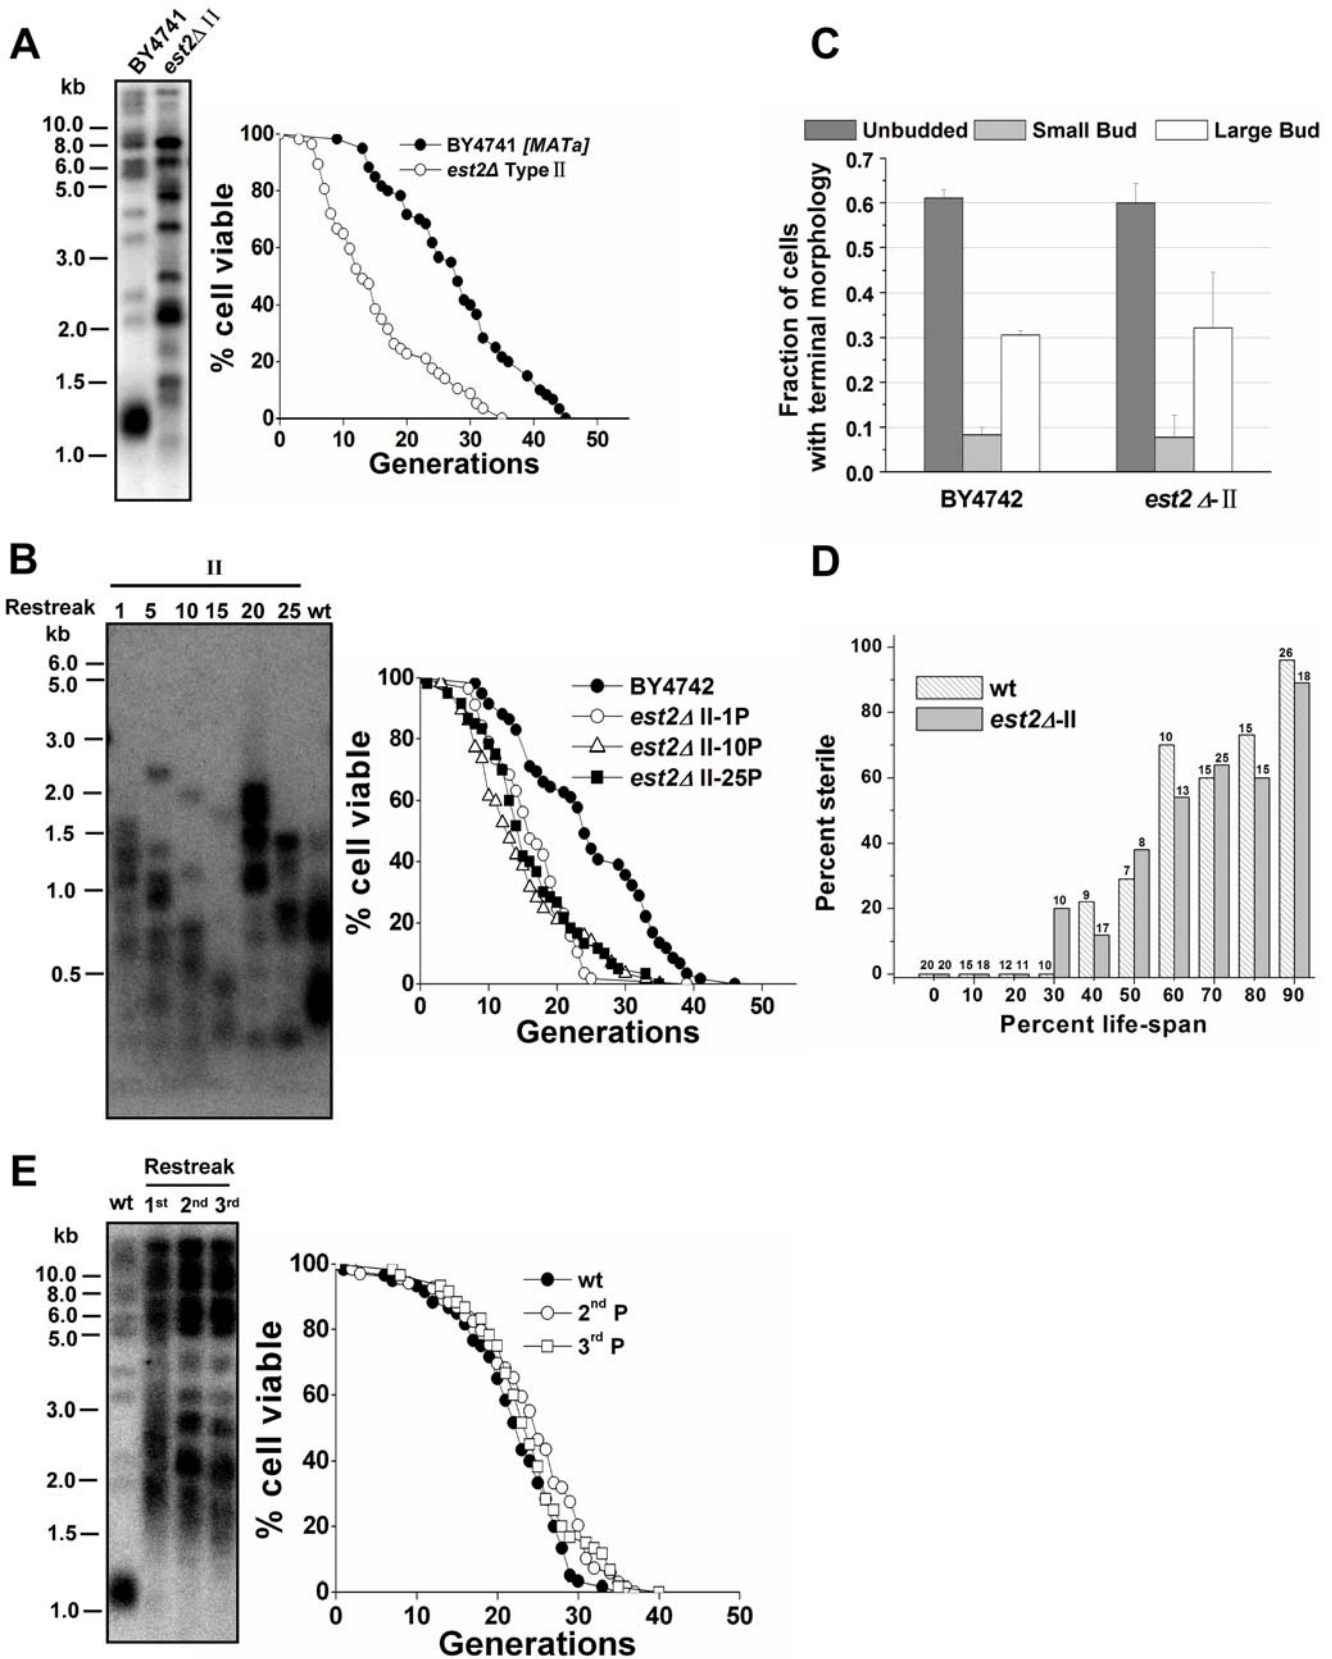 A
BY4741
est2Δ II
kb
10.0
8.0
6.0
5.0
3.0
2.0
1.5
1.0
% cell viable
100
80
60
40
20
0
BY4741 [MATa]
est2Δ Type II
0 10 20 30 40 50
Generations
C
Unbudded Small Bud Large Bud
Fraction of cells
with terminal morphology
0.7
0.6
0.5
0.4
0.3
0.2
0.1
0.0
BY4742 est2 Δ-II
B
II
Restreak 1 5 10 15 20 25 wt
kb
6.0
5.0
3.0
2.0
1.5
1.0
0.5
% cell viable
100
80
60
40
20
0
BY4742
est2Δ II-1P
est2Δ II-10P
est2Δ II-25P
0 10 20 30 40 50
Generations
D
Percent sterile
100
80
60
40
20
0
wt
est2Δ-II
20 20 15 18 12 11 10 10 9 17 7 8 10 13 15 25 15 15 26 18
0 10 20 30 40 50 60 70 80 90
Percent life-span
E
Restreak
wt 1st 2nd 3rd
kb
10.0
8.0
6.0
5.0
3.0
2.0
1.5
1.0
% cell viable
100
80
60
40
20
0
wt
2nd P
3rd P
0 10 20 30 40 50
Generations